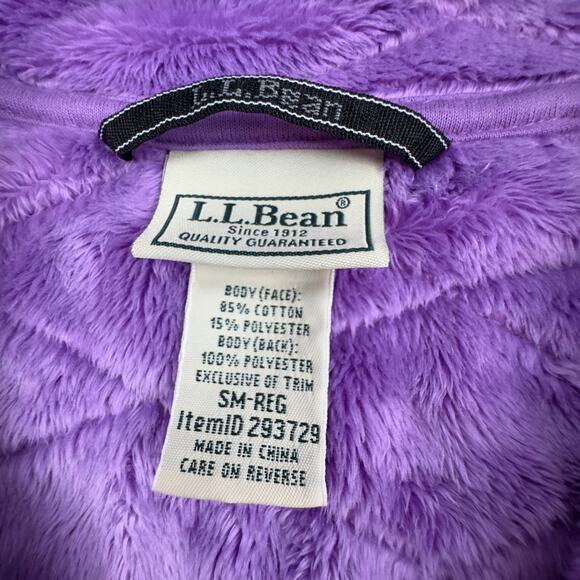 L.L.Bean
L.L.Bean®
Since 1912
QUALITY GUARANTEED
BODY (FACE):
85% COTTON
15% POLYESTER
BODY (BACK):
100% POLYESTER
EXCLUSIVE OF TRIM
SM-REG
ItemID 293729
MADE IN CHINA
CARE ON REVERSE